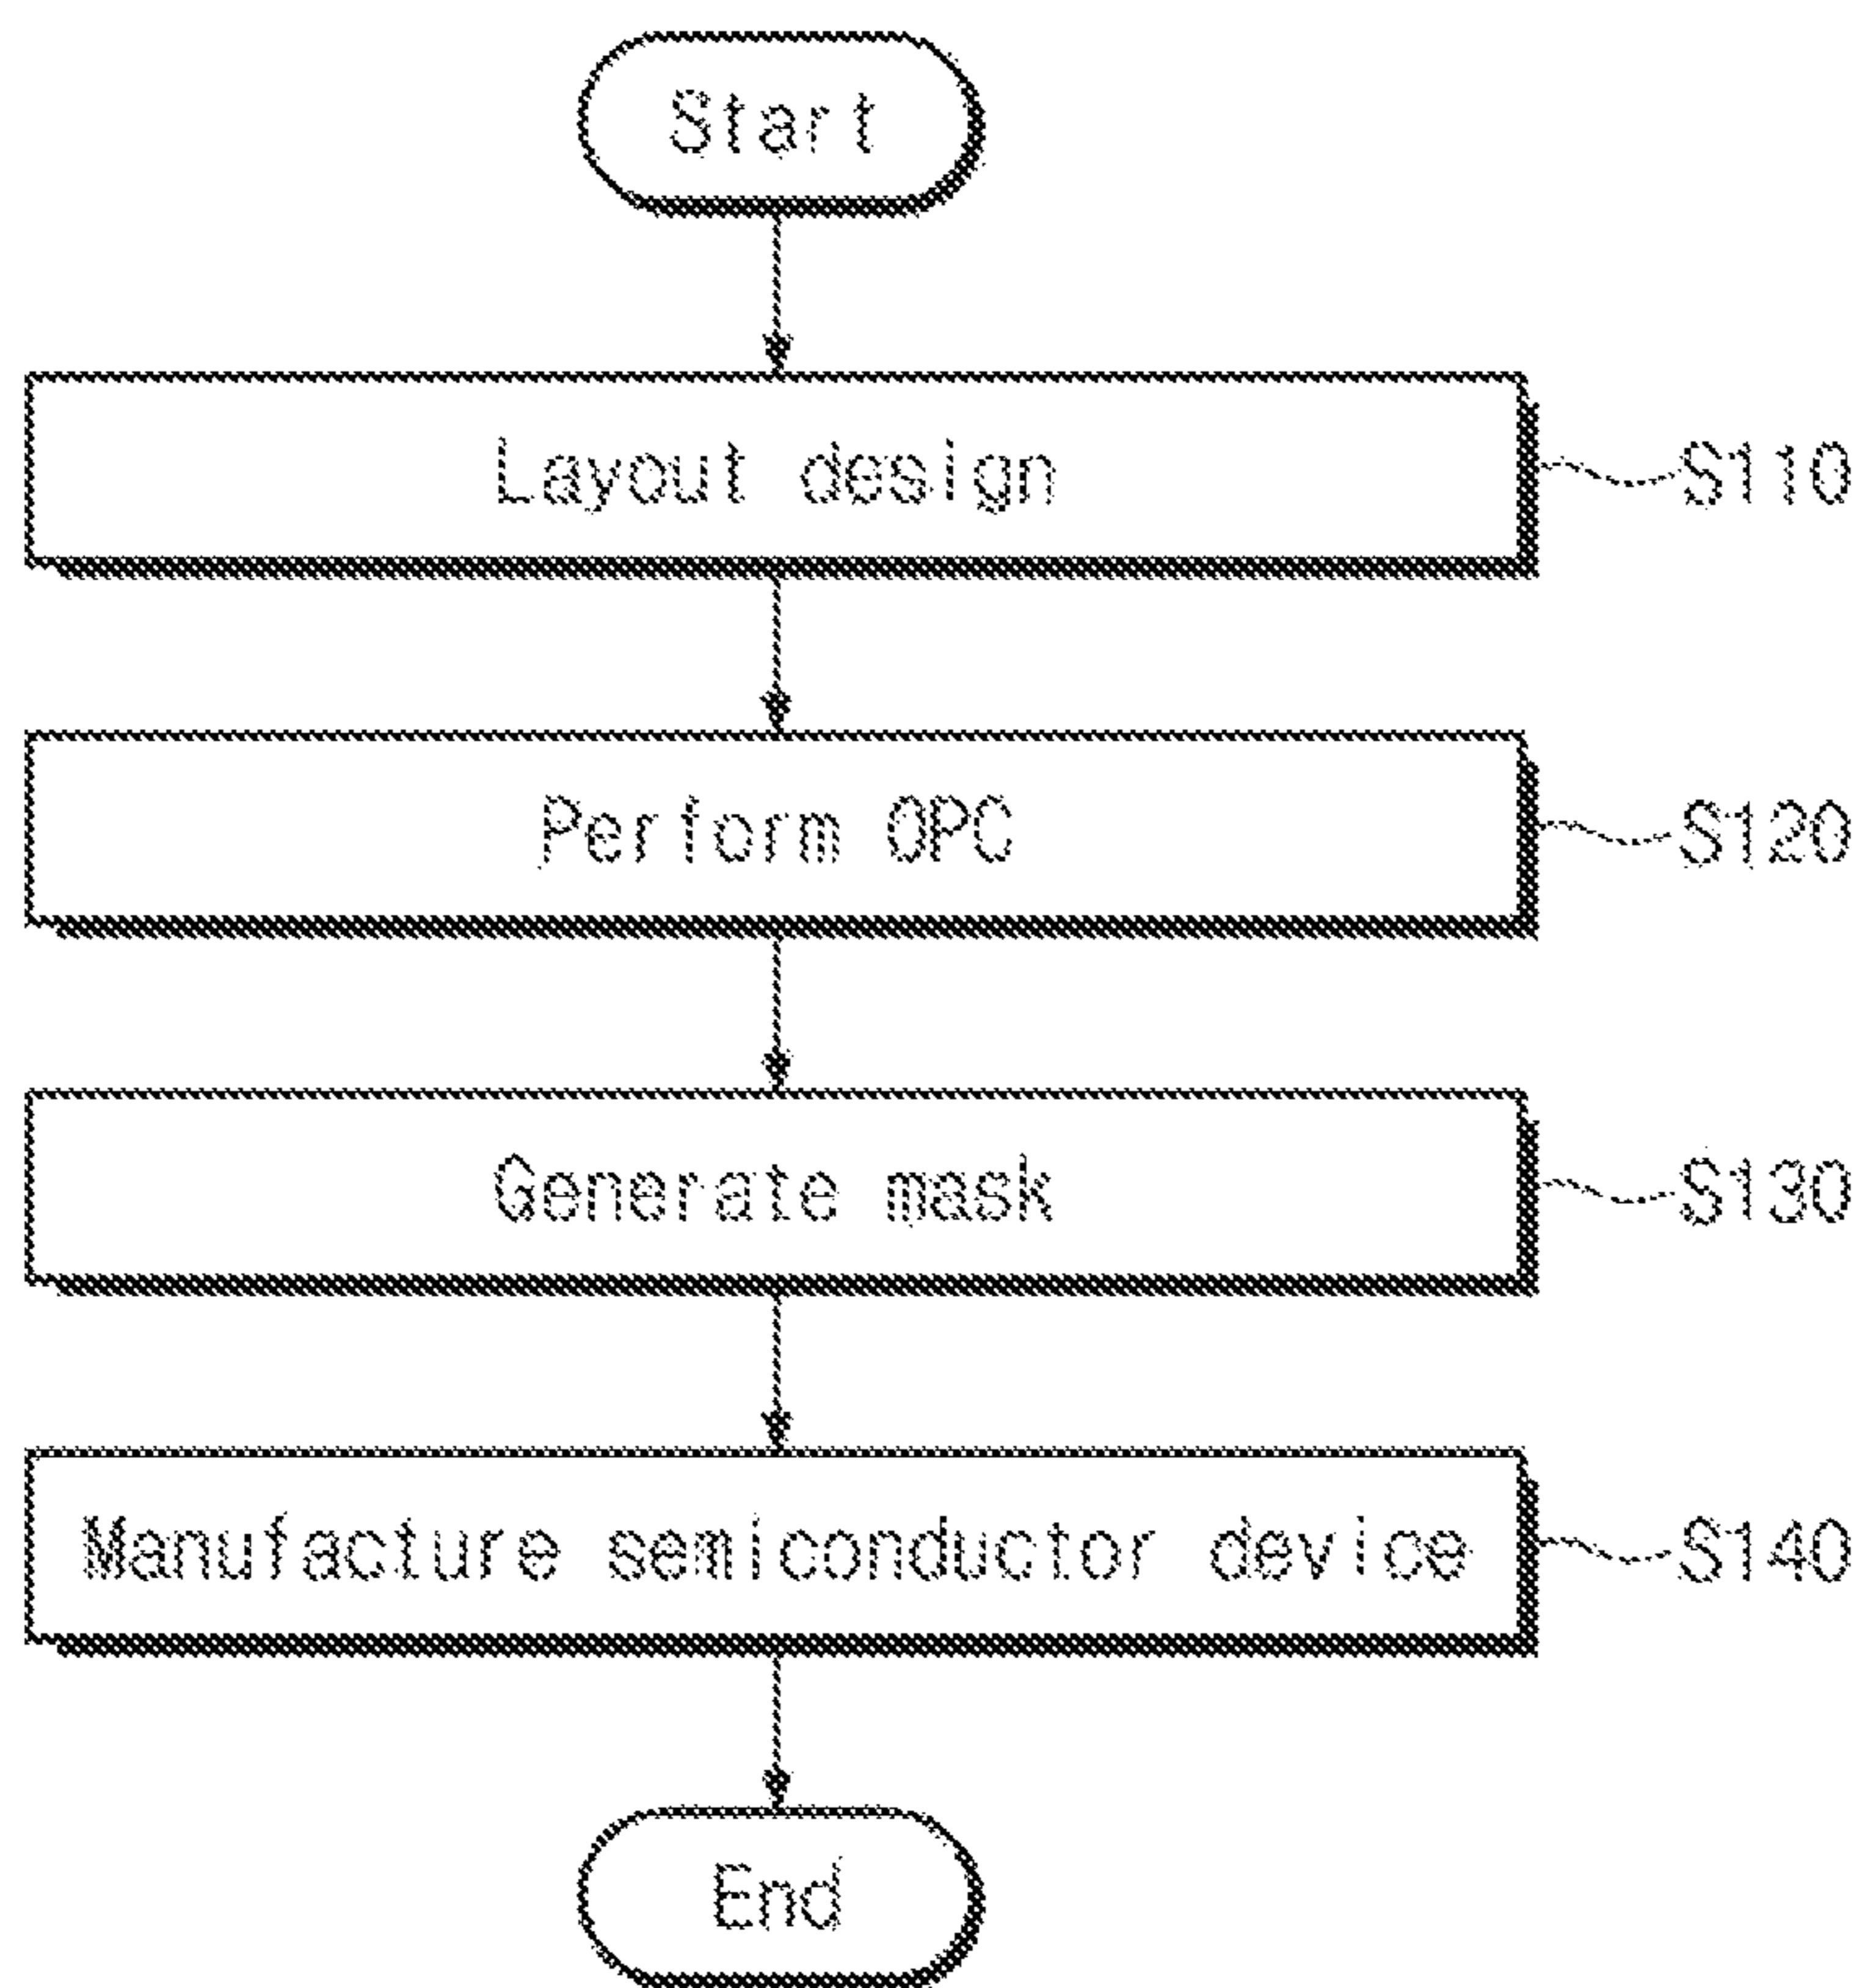 Start
Layout design
S110
Perform OPC
S120
Generate mask
S130
Manufacture semiconductor device
S140
End